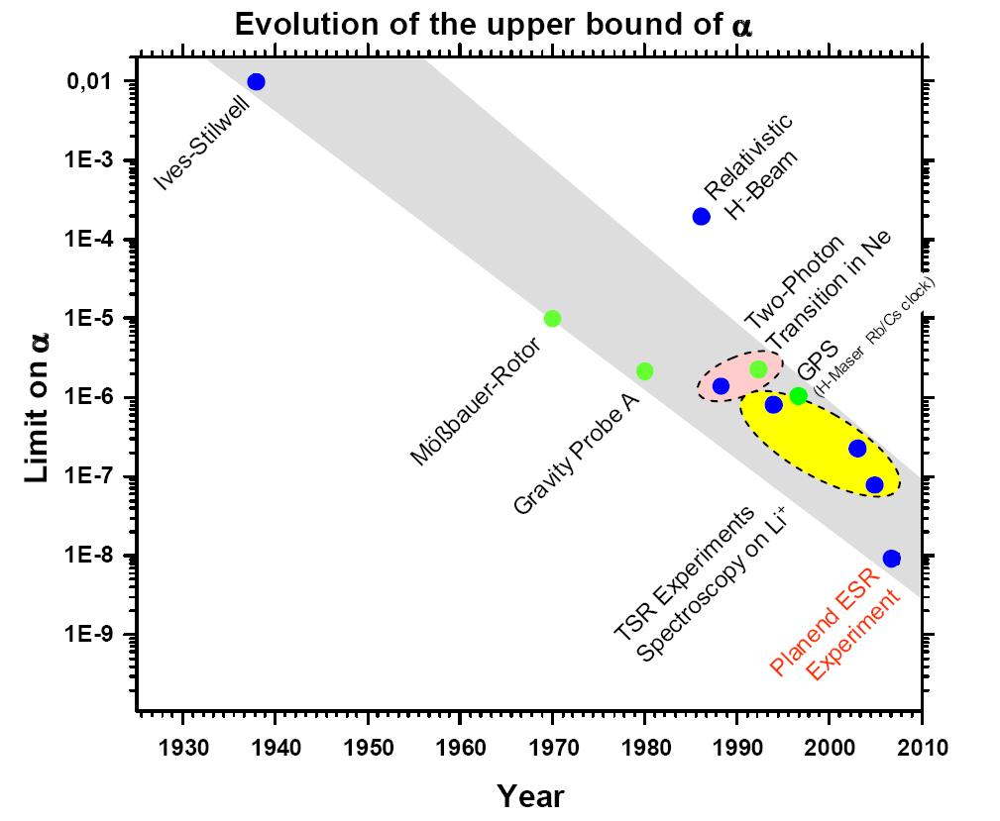 Evolution of the upper bound of α
Limit on α
0,01
1E-3
1E-4
1E-5
1E-6
1E-7
1E-8
1E-9
Ives-Stilwell
Relativistic
H⁻-Beam
Two-Photon
Transition in Ne
GPS
(H-Maser Rb/Cs clock)
Mößbauer-Rotor
Gravity Probe A
TSR Experiments
Spectroscopy on Li⁺
Planend ESR
Experiment
1930 1940 1950 1960 1970 1980 1990 2000 2010
Year